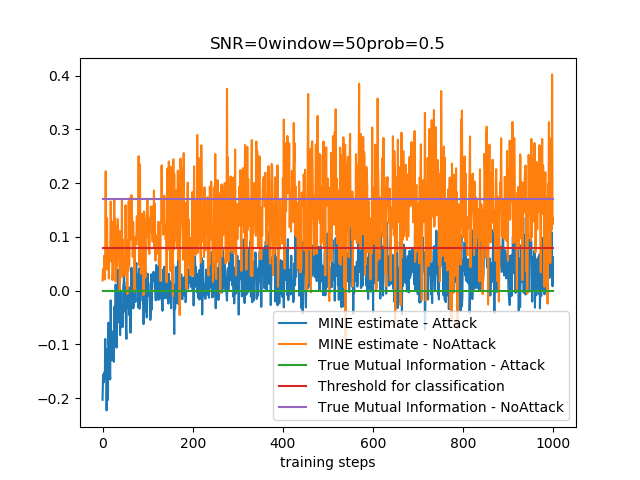 SNR=0window=50prob=0.5
0.4
0.3
0.2
0.1
0.0
−0.1
−0.2
MINE estimate - Attack
MINE estimate - NoAttack
True Mutual Information - Attack
Threshold for classification
True Mutual Information - NoAttack
0 200 400 600 800 1000
training steps